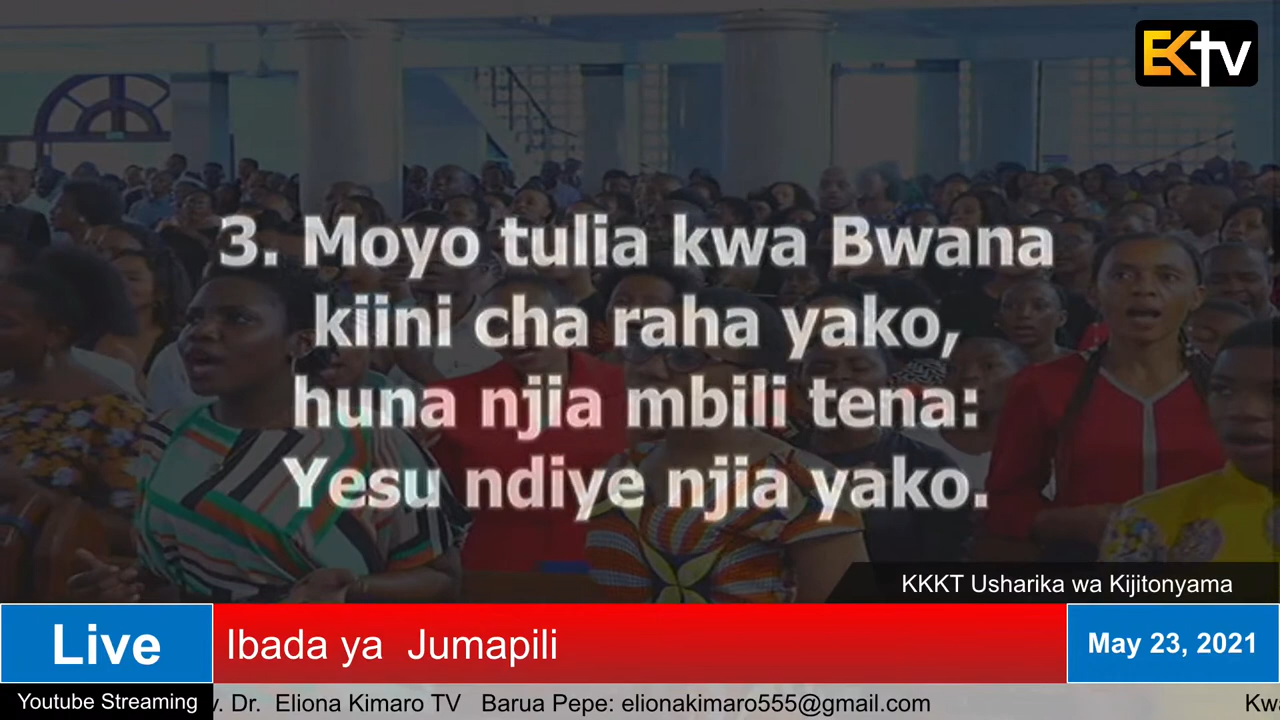 EKTV
3. Moyo tulia kwa Bwana
kiini cha raha yako,
huna njia mbili tena:
Yesu ndiye njia yako.
KKKT Usharika wa Kijitonyama
Live
Ibada ya Jumapili
May 23, 2021
Youtube Streaming
Dr. Eliona Kimaro TV Barua Pepe: elionakimaro555@gmail.com